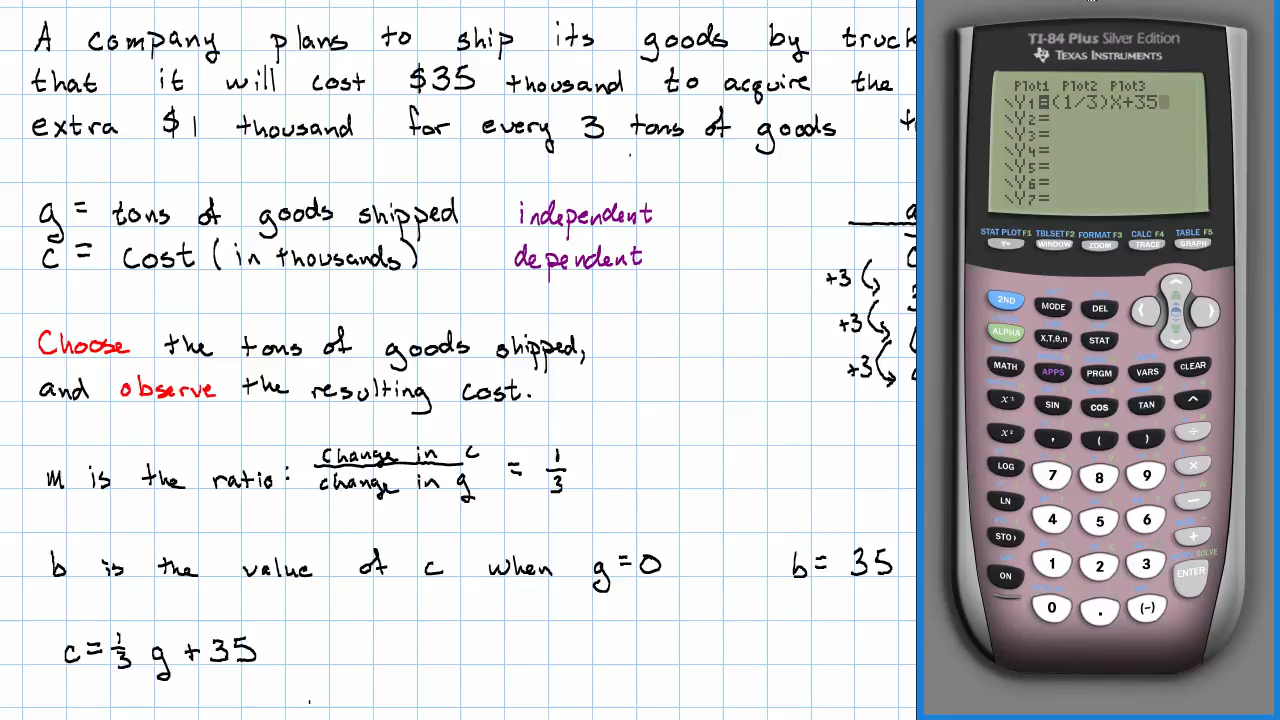 A company plans to ship its goods by truck
that it will cost $35 thousand to acquire the
extra $1 thousand for every 3 tons of goods
g = tons of goods shipped independent
c = cost (in thousands) dependent
+3
+3
+3
Choose the tons of goods shipped,
and observe the resulting cost.
m is the ratio: change in c / change in g = 1/3
b is the value of c when g=0 b= 35
c = 1/3 g + 35
TI-84 Plus Silver Edition
TEXAS INSTRUMENTS
Plot1 Plot2 Plot3
\Y1=(1/3)X+35
\Y2=
\Y3=
\Y4=
\Y5=
\Y6=
\Y7=
STAT PLOT F1 TBLSET F2 FORMAT F3 CALC F4 TABLE F5
Y= WINDOW ZOOM TRACE GRAPH
2ND MODE DEL
ALPHA X,T,θ,n STAT
MATH APPS PRGM VARS CLEAR
x⁻¹ SIN COS TAN ^
x² , ( ) ÷
LOG 7 8 9 ×
LN 4 5 6 −
STO› 1 2 3 +
ON 0 . (−) ENTER
SOLVE